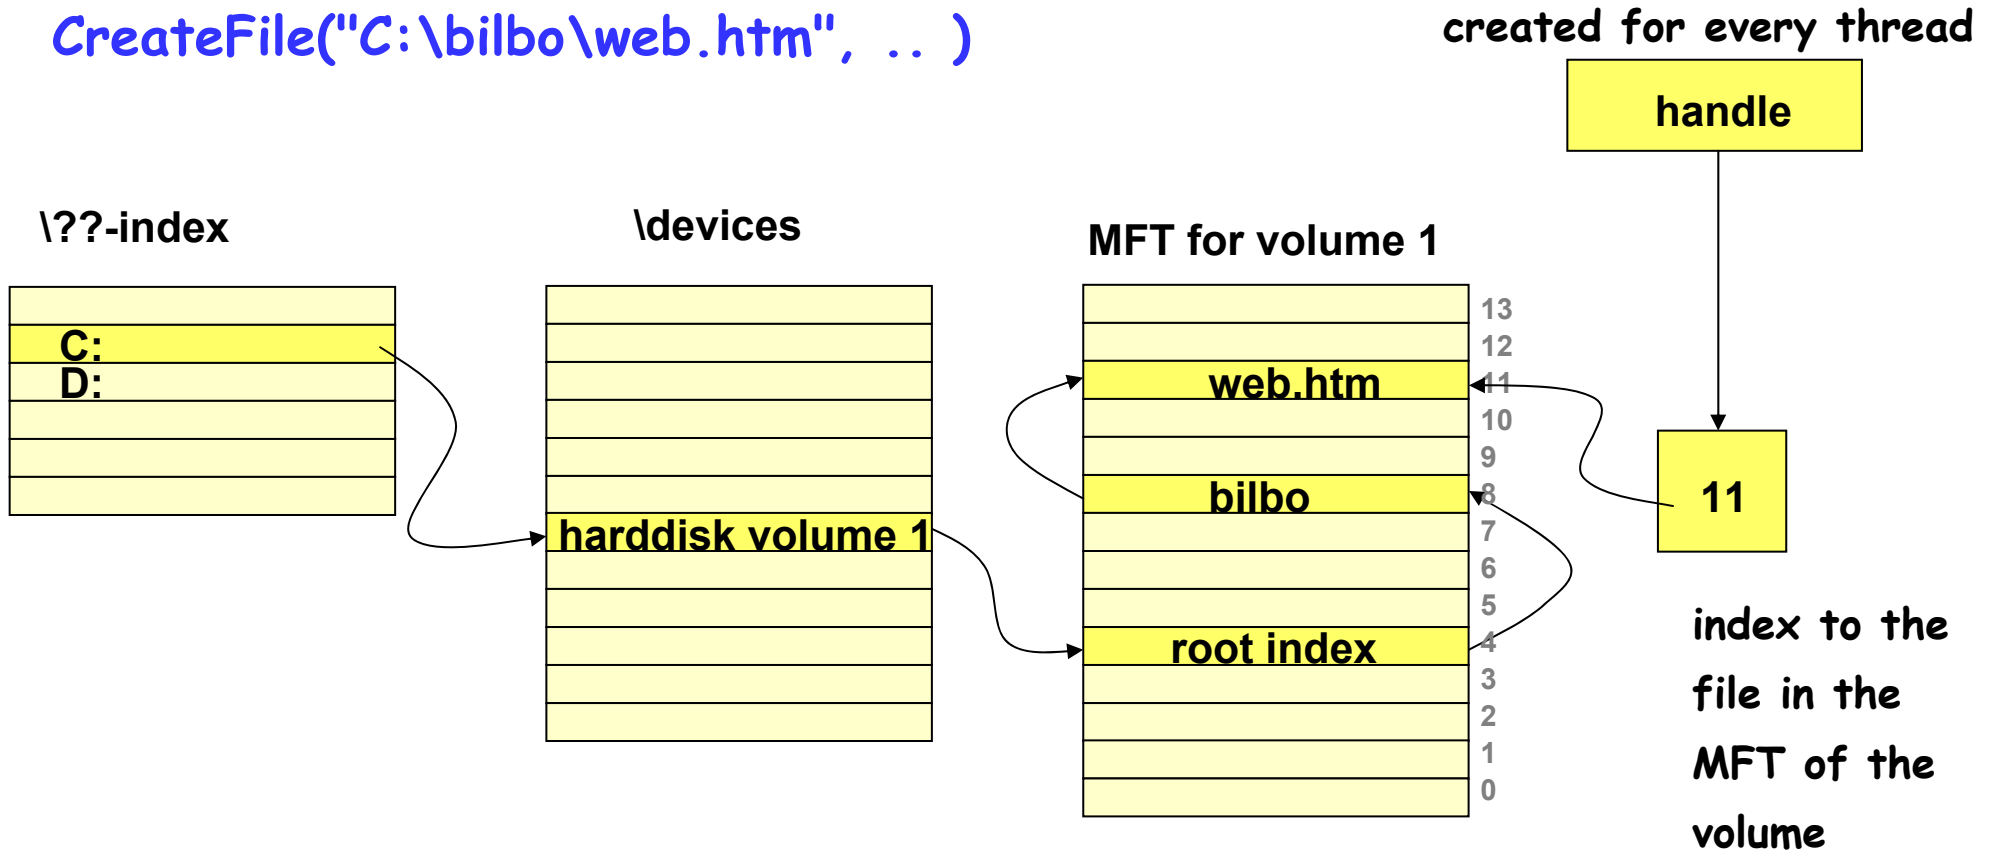 CreateFile("C:\bilbo\web.htm", .. )
created for every thread
handle
\??-index
C:
D:
\devices
harddisk volume 1
MFT for volume 1
13
12
web.htm 11
10
9
bilbo 8
7
6
5
root index 4
3
2
1
0
11
index to the
file in the
MFT of the
volume